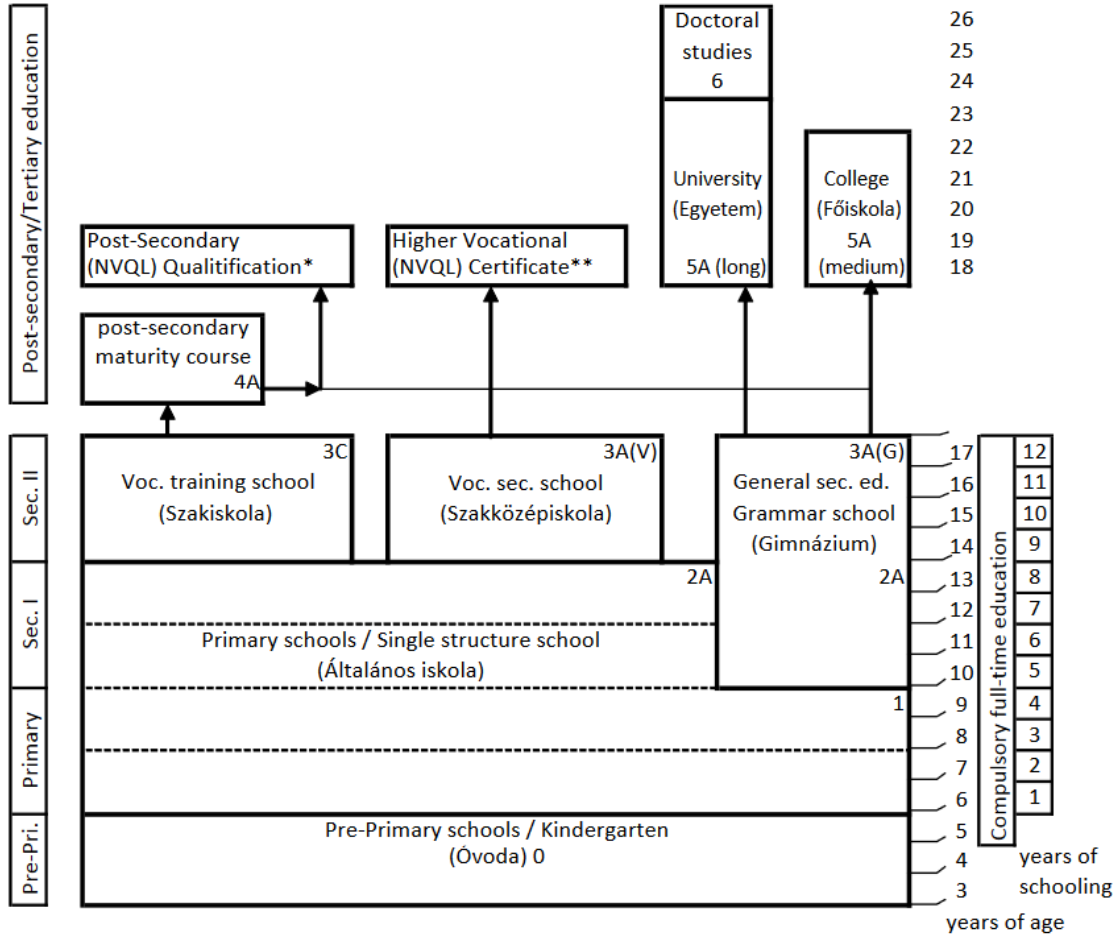 Post-secondary/Tertiary education
Sec. II
Sec. I
Primary
Pre-Pri.
Doctoral
studies
6
University
(Egyetem)
5A (long)
College
(Főiskola)
5A
(medium)
Post-Secondary
(NVQL) Qualitification*
Higher Vocational
(NVQL) Certificate**
post-secondary
maturity course
4A
3C
Voc. training school
(Szakiskola)
3A(V)
Voc. sec. school
(Szakközépiskola)
3A(G)
General sec. ed.
Grammar school
(Gimnázium)
2A
2A
Primary schools / Single structure school
(Általános iskola)
1
Pre-Primary schools / Kindergarten
(Óvoda) 0
26
25
24
23
22
21
20
19
18
17
16
15
14
13
12
11
10
9
8
7
6
5
4
3
years of age
Compulsory full-time education
12
11
10
9
8
7
6
5
4
3
2
1
years of
schooling